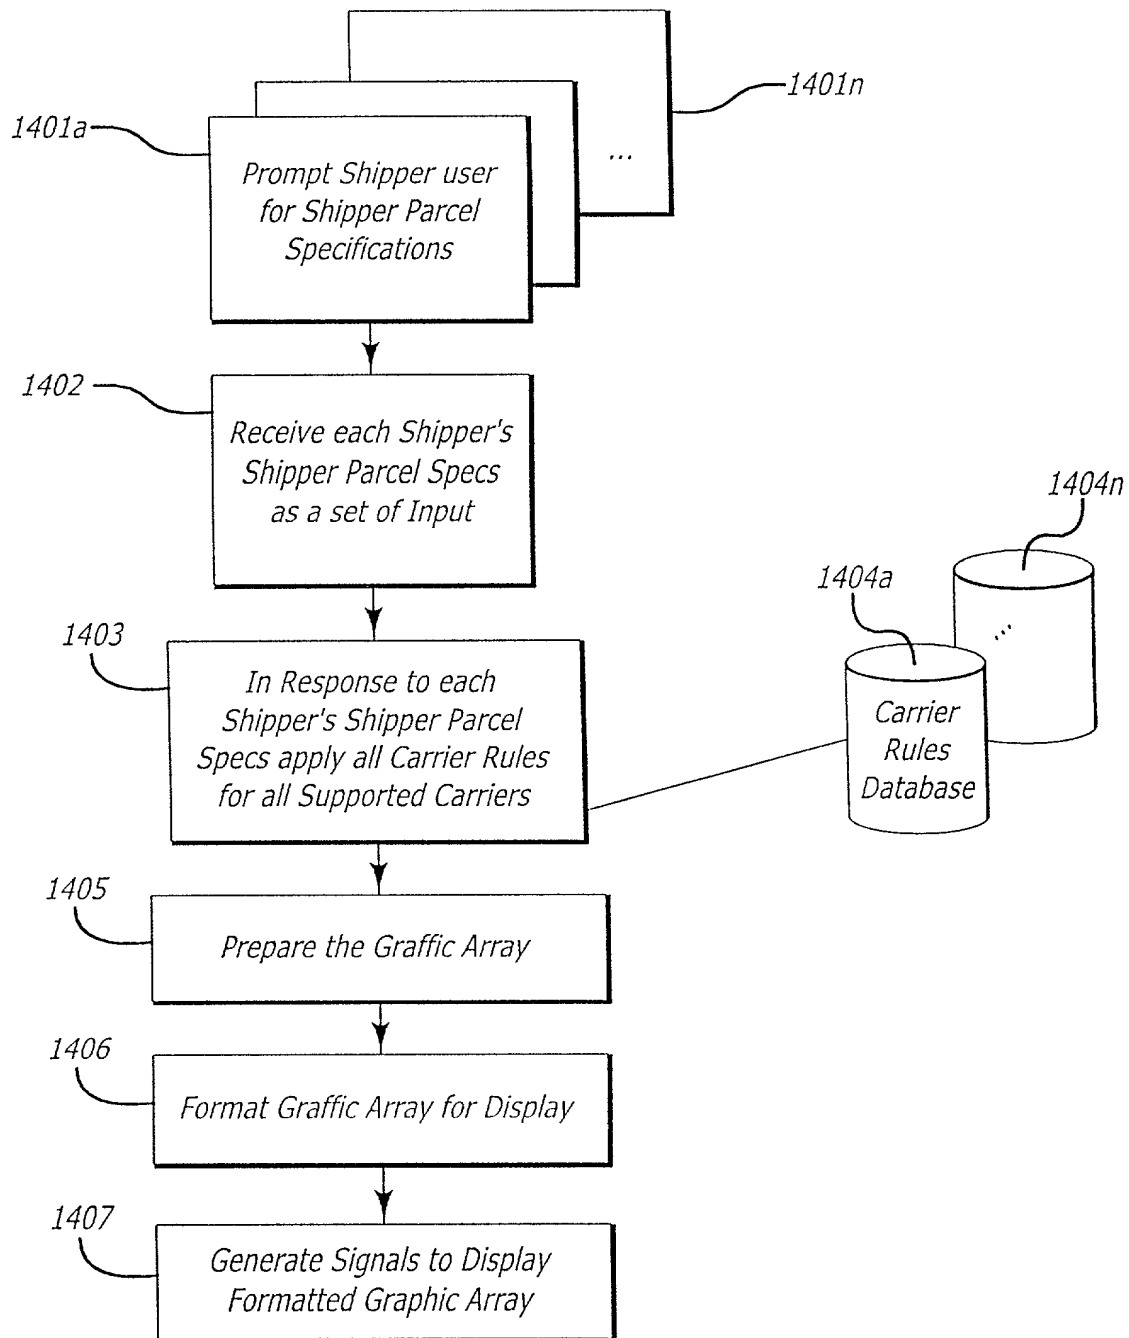 1401n
1401a
...
Prompt Shipper user
for Shipper Parcel
Specifications
1402
Receive each Shipper's
Shipper Parcel Specs
as a set of Input
1404n
1404a
...
1403
In Response to each
Shipper's Shipper Parcel
Specs apply all Carrier Rules
for all Supported Carriers
Carrier
Rules
Database
1405
Prepare the Graffic Array
1406
Format Graffic Array for Display
1407
Generate Signals to Display
Formatted Graphic Array